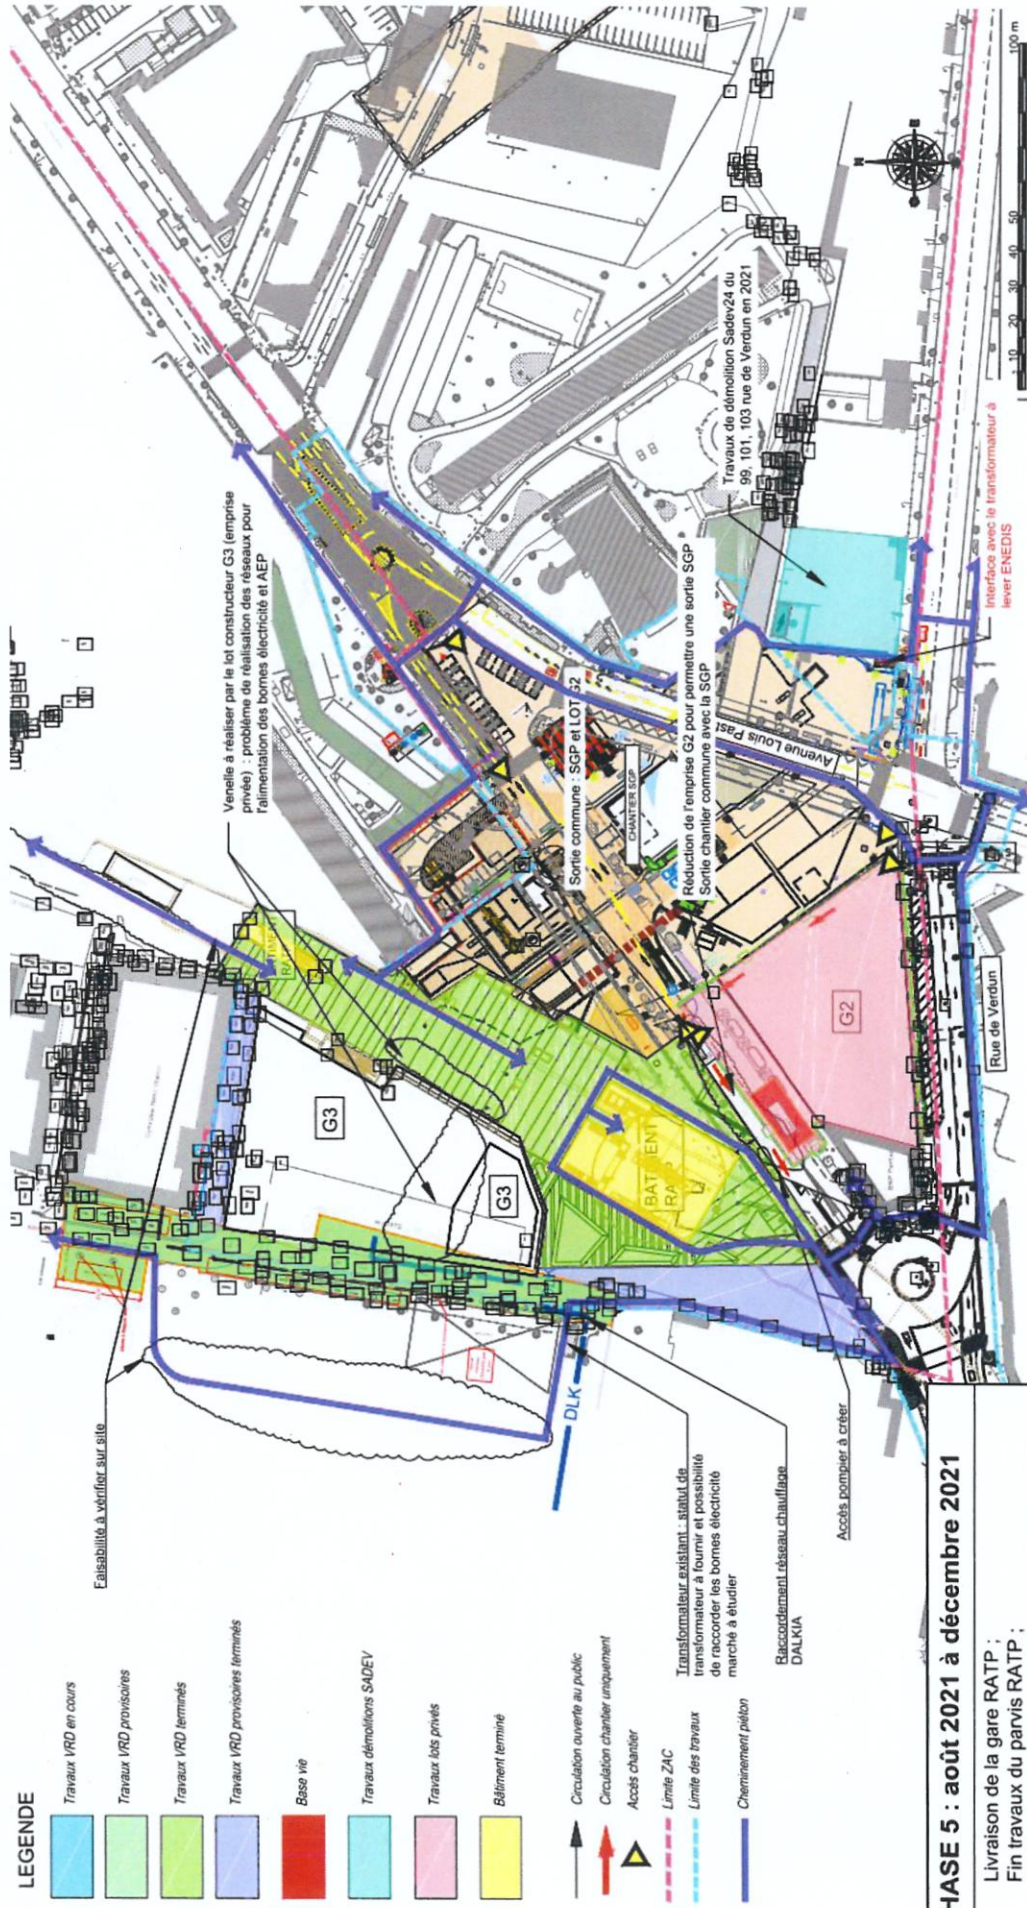 LEGENDE
Travaux VRD en cours
Travaux VRD provisoires
Travaux VRD terminés
Travaux VRD provisoires terminés
Base vie
Travaux démolitions SADEV
Travaux lots privés
Bâtiment terminé
Circulation ouverte au public
Circulation chantier uniquement
Accès chantier
Limite ZAC
Limite des travaux
Cheminement piéton
Faisabilité à vérifier sur site
Venelle à réaliser par le lot constructeur G3 (emprise
privée) : problème de réalisation des réseaux pour
l'alimentation des bornes électricité et AEP
G3
G3
DLK
Transformateur existant : statut de
transformateur à fournir et possibilité
de raccorder les bornes électricité
marché à étudier
Raccordement réseau chauffage
DALKIA
Accès pompier à créer
BATIMENT
RATP
Sortie commune : SGP et LOT G2
CHANTIER SGP
Réduction de l'emprise G2 pour permettre une sortie SGP
Sortie chantier commune avec la SGP
Travaux de démolition Sadev24 du
99, 101, 103 rue de Verdun en 2021
G2
Avenue Louis Past
Rue de Verdun
Interface avec le transformateur à
lever ENEDIS
N
10
20
30
40
50
100 m
HASE 5 : août 2021 à décembre 2021
Livraison de la gare RATP ;
Fin travaux du parvis RATP ;